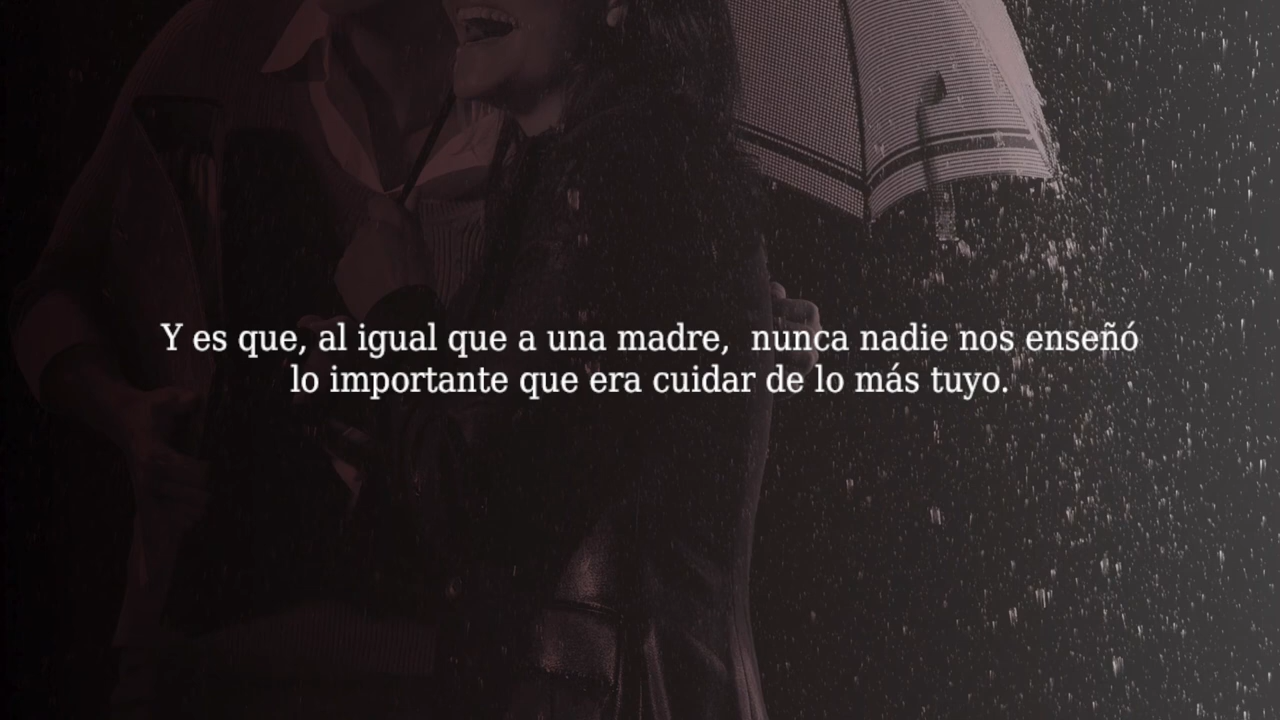 Y es que, al igual que a una madre,  nunca nadie nos enseñó
lo importante que era cuidar de lo más tuyo.